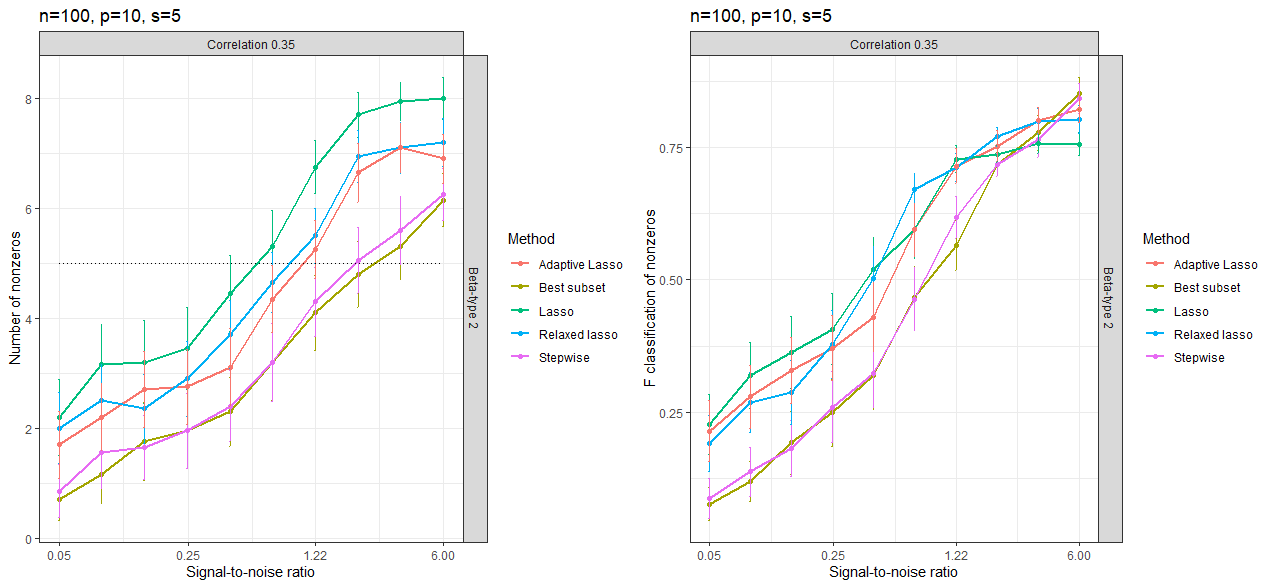 n=100, p=10, s=5
Correlation 0.35
Number of nonzeros
8
6
4
2
0
0.05
0.25
1.22
6.00
Signal-to-noise ratio
Beta-type 2
Method
Adaptive Lasso
Best subset
Lasso
Relaxed lasso
Stepwise
n=100, p=10, s=5
Correlation 0.35
F classification of nonzeros
0.75
0.50
0.25
0.05
0.25
1.22
6.00
Signal-to-noise ratio
Beta-type 2
Method
Adaptive Lasso
Best subset
Lasso
Relaxed lasso
Stepwise